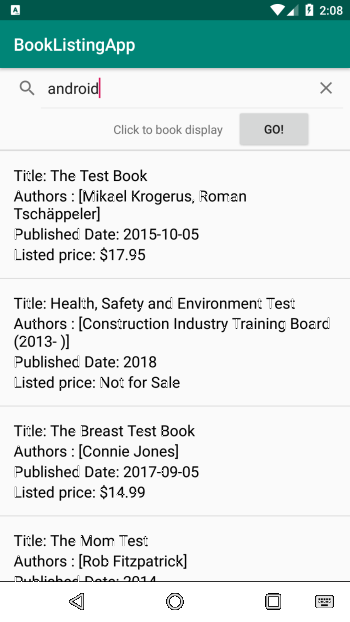 A 2:08
BookListingApp
android
Click to book display GO!
Title: The Test Book
Authors : [Mikael Krogerus, Roman
Tschäppeler]
Published Date: 2015-10-05
Listed price: $17.95
Title: Health, Safety and Environment Test
Authors : [Construction Industry Training Board
(2013- )]
Published Date: 2018
Listed price: Not for Sale
Title: The Breast Test Book
Authors : [Connie Jones]
Published Date: 2017-09-05
Listed price: $14.99
Title: The Mom Test
Authors : [Rob Fitzpatrick]
Published Date: 2014